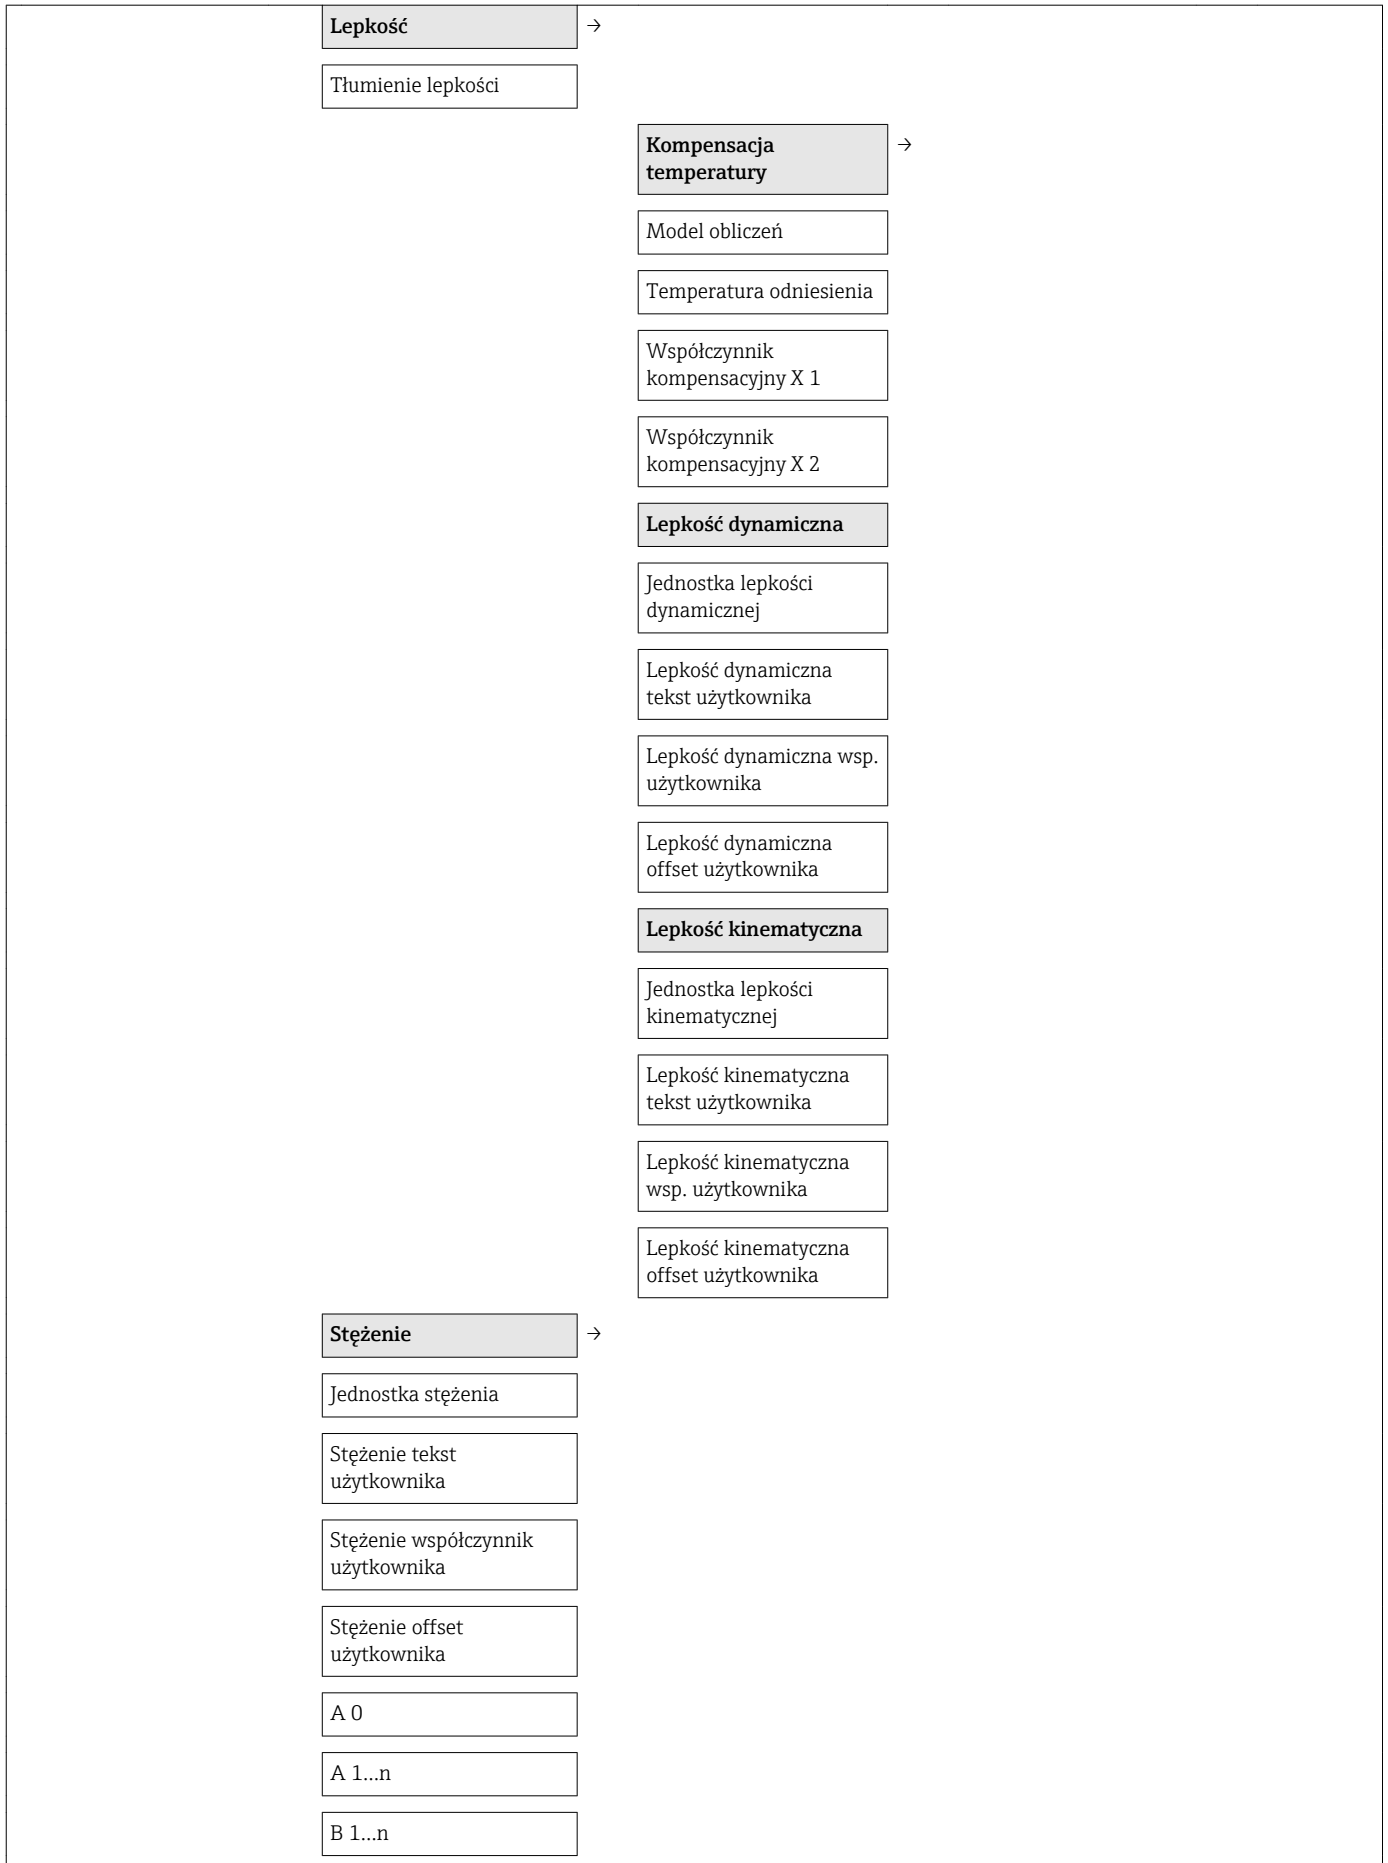 Lepkość →
Tłumienie lepkości
Kompensacja →
temperatury
Model obliczeń
Temperatura odniesienia
Współczynnik
kompensacyjny X 1
Współczynnik
kompensacyjny X 2
Lepkość dynamiczna
Jednostka lepkości
dynamicznej
Lepkość dynamiczna
tekst użytkownika
Lepkość dynamiczna wsp.
użytkownika
Lepkość dynamiczna
offset użytkownika
Lepkość kinematyczna
Jednostka lepkości
kinematycznej
Lepkość kinematyczna
tekst użytkownika
Lepkość kinematyczna
wsp. użytkownika
Lepkość kinematyczna
offset użytkownika
Stężenie →
Jednostka stężenia
Stężenie tekst
użytkownika
Stężenie współczynnik
użytkownika
Stężenie offset
użytkownika
A 0
A 1...n
B 1...n